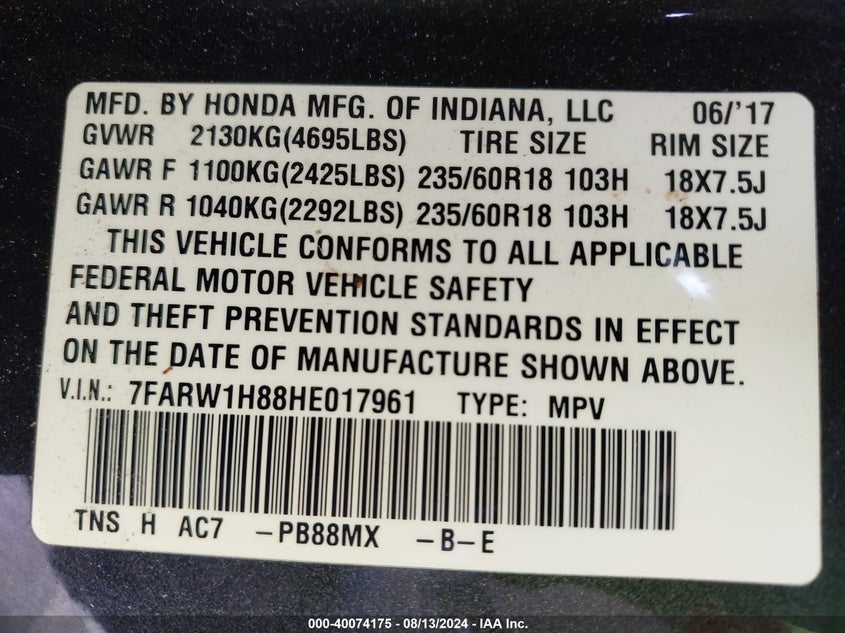 MFD. BY HONDA MFG. OF INDIANA, LLC 06/'17
GVWR 2130KG(4695LBS) TIRE SIZE RIM SIZE
GAWR F 1100KG(2425LBS) 235/60R18 103H 18X7.5J
GAWR R 1040KG(2292LBS) 235/60R18 103H 18X7.5J
THIS VEHICLE CONFORMS TO ALL APPLICABLE
FEDERAL MOTOR VEHICLE SAFETY
AND THEFT PREVENTION STANDARDS IN EFFECT
ON THE DATE OF MANUFACTURE SHOWN ABOVE.
V.I.N.: 7FARW1H88HE017961 TYPE: MPV
TNS H AC7 -PB88MX -B-E
000-40074175 - 08/13/2024 - IAA Inc.